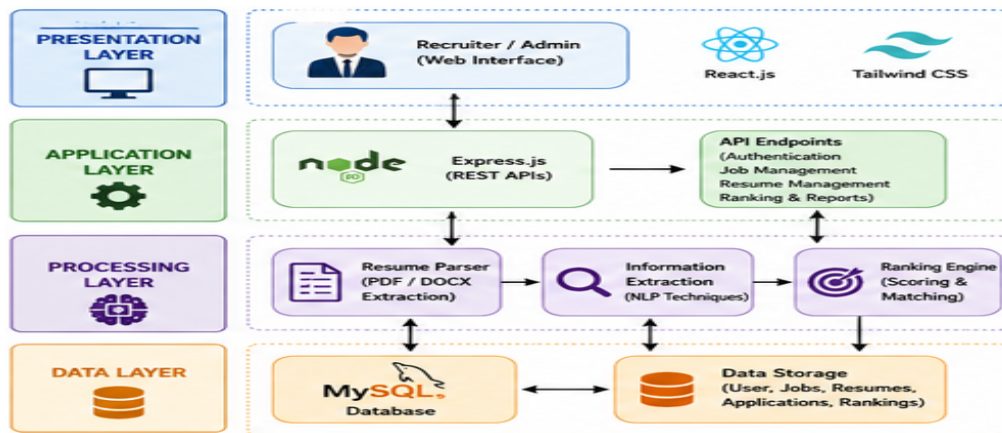 PRESENTATION
LAYER
Recruiter / Admin
(Web Interface)
React.js
Tailwind CSS
APPLICATION
LAYER
node
Express.js
(REST APIs)
API Endpoints
(Authentication
Job Management
Resume Management
Ranking & Reports)
PROCESSING
LAYER
Resume Parser
(PDF / DOCX
Extraction)
Information
Extraction
(NLP Techniques)
Ranking Engine
(Scoring &
Matching)
DATA LAYER
MySQL
Database
Data Storage
(User, Jobs, Resumes,
Applications, Rankings)